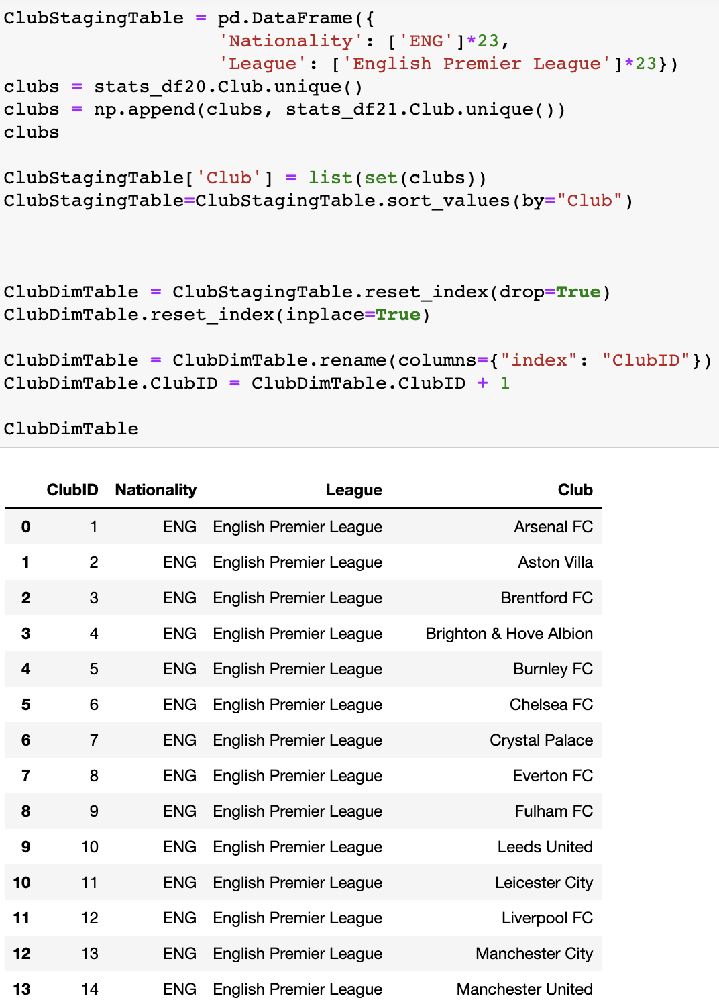 ClubStagingTable = pd.DataFrame({
'Nationality': ['ENG']*23,
'League': ['English Premier League']*23})
clubs = stats_df20.Club.unique()
clubs = np.append(clubs, stats_df21.Club.unique())
clubs
ClubStagingTable['Club'] = list(set(clubs))
ClubStagingTable=ClubStagingTable.sort_values(by="Club")
ClubDimTable = ClubStagingTable.reset_index(drop=True)
ClubDimTable.reset_index(inplace=True)
ClubDimTable = ClubDimTable.rename(columns={"index": "ClubID"})
ClubDimTable.ClubID = ClubDimTable.ClubID + 1
ClubDimTable
ClubID Nationality League Club
0 1 ENG English Premier League Arsenal FC
1 2 ENG English Premier League Aston Villa
2 3 ENG English Premier League Brentford FC
3 4 ENG English Premier League Brighton & Hove Albion
4 5 ENG English Premier League Burnley FC
5 6 ENG English Premier League Chelsea FC
6 7 ENG English Premier League Crystal Palace
7 8 ENG English Premier League Everton FC
8 9 ENG English Premier League Fulham FC
9 10 ENG English Premier League Leeds United
10 11 ENG English Premier League Leicester City
11 12 ENG English Premier League Liverpool FC
12 13 ENG English Premier League Manchester City
13 14 ENG English Premier League Manchester United